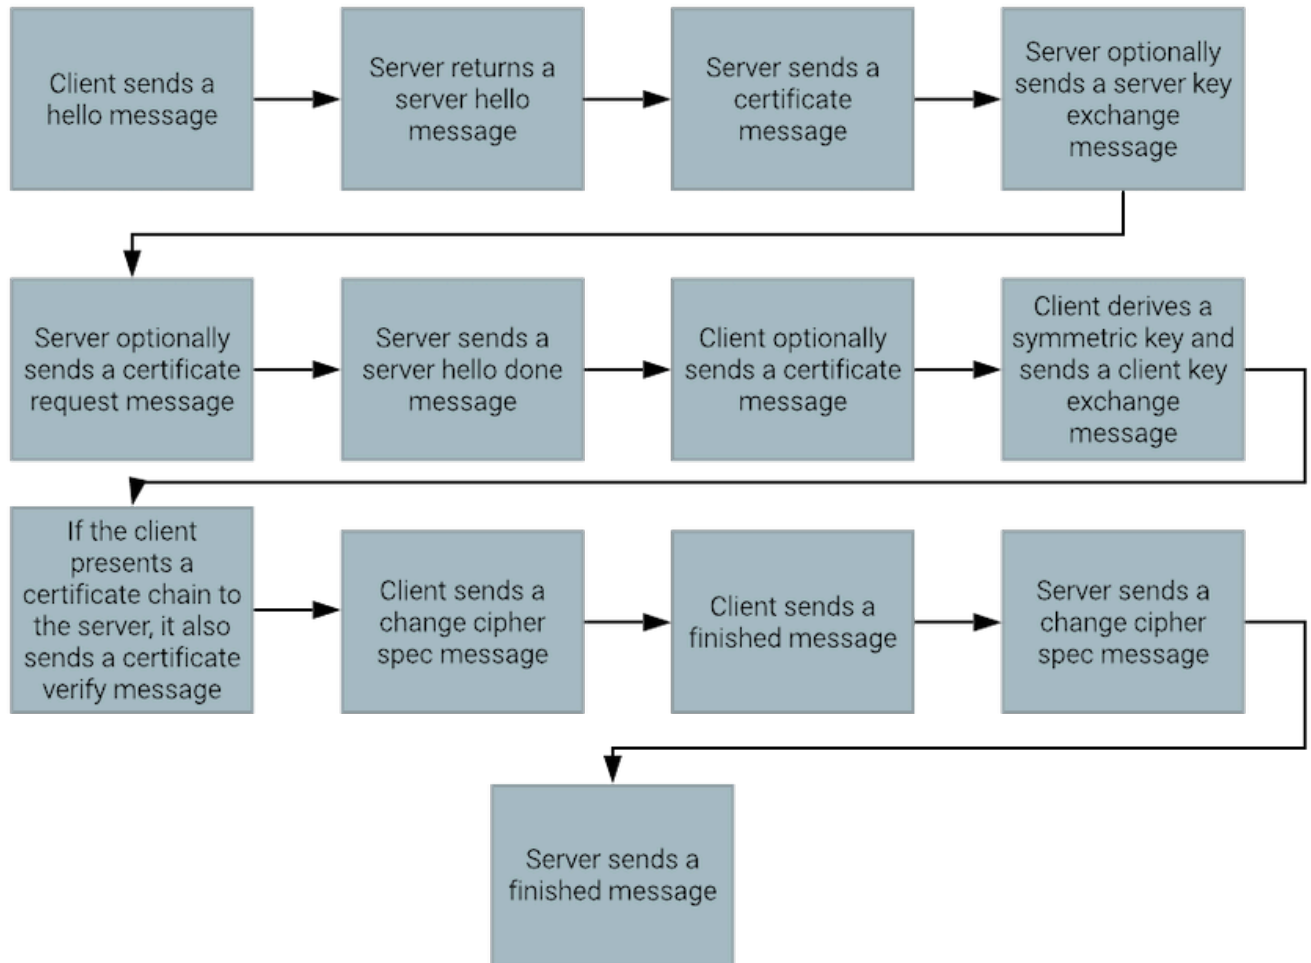 Client sends a
hello message
Server returns a
server hello
message
Server sends a
certificate
message
Server optionally
sends a server key
exchange
message
Server optionally
sends a certificate
request message
Server sends a
server hello done
message
Client optionally
sends a certificate
message
Client derives a
symmetric key and
sends a client key
exchange
message
If the client
presents a
certificate chain to
the server, it also
sends a certificate
verify message
Client sends a
change cipher
spec message
Client sends a
finished message
Server sends a
change cipher
spec message
Server sends a
finished message